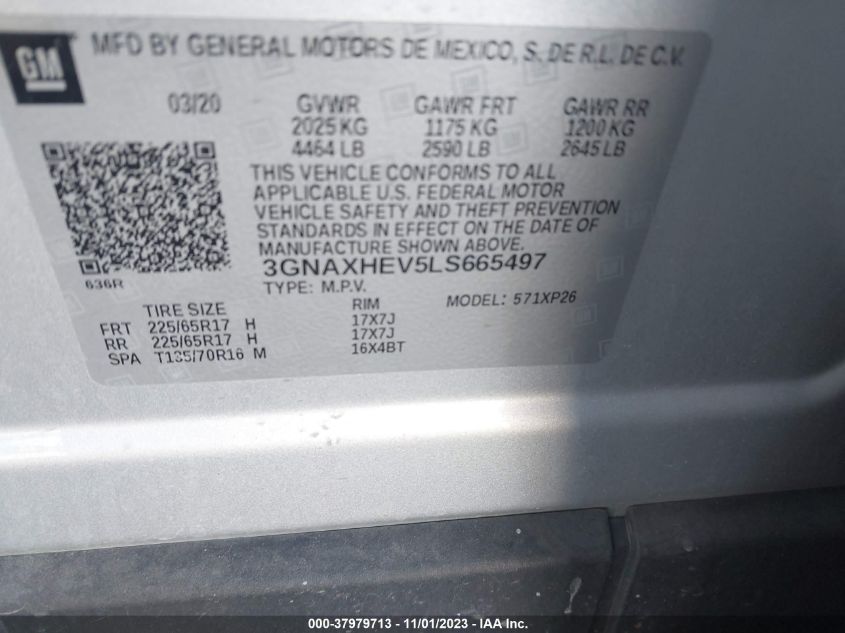 GM
MFD BY GENERAL MOTORS DE MEXICO, S. DE R.L. DE C.V.
03/20 GVWR GAWR FRT GAWR RR
2025 KG 1175 KG 1200 KG
4464 LB 2590 LB 2645 LB
THIS VEHICLE CONFORMS TO ALL
APPLICABLE U.S. FEDERAL MOTOR
VEHICLE SAFETY AND THEFT PREVENTION
STANDARDS IN EFFECT ON THE DATE OF
MANUFACTURE SHOWN ABOVE.
3GNAXHEV5LS665497
636R
TYPE: M.P.V. MODEL: 571XP26
TIRE SIZE RIM
FRT 225/65R17 H 17X7J
RR 225/65R17 H 17X7J
SPA T135/70R16 M 16X4BT
000-37979713 - 11/01/2023 - IAA Inc.